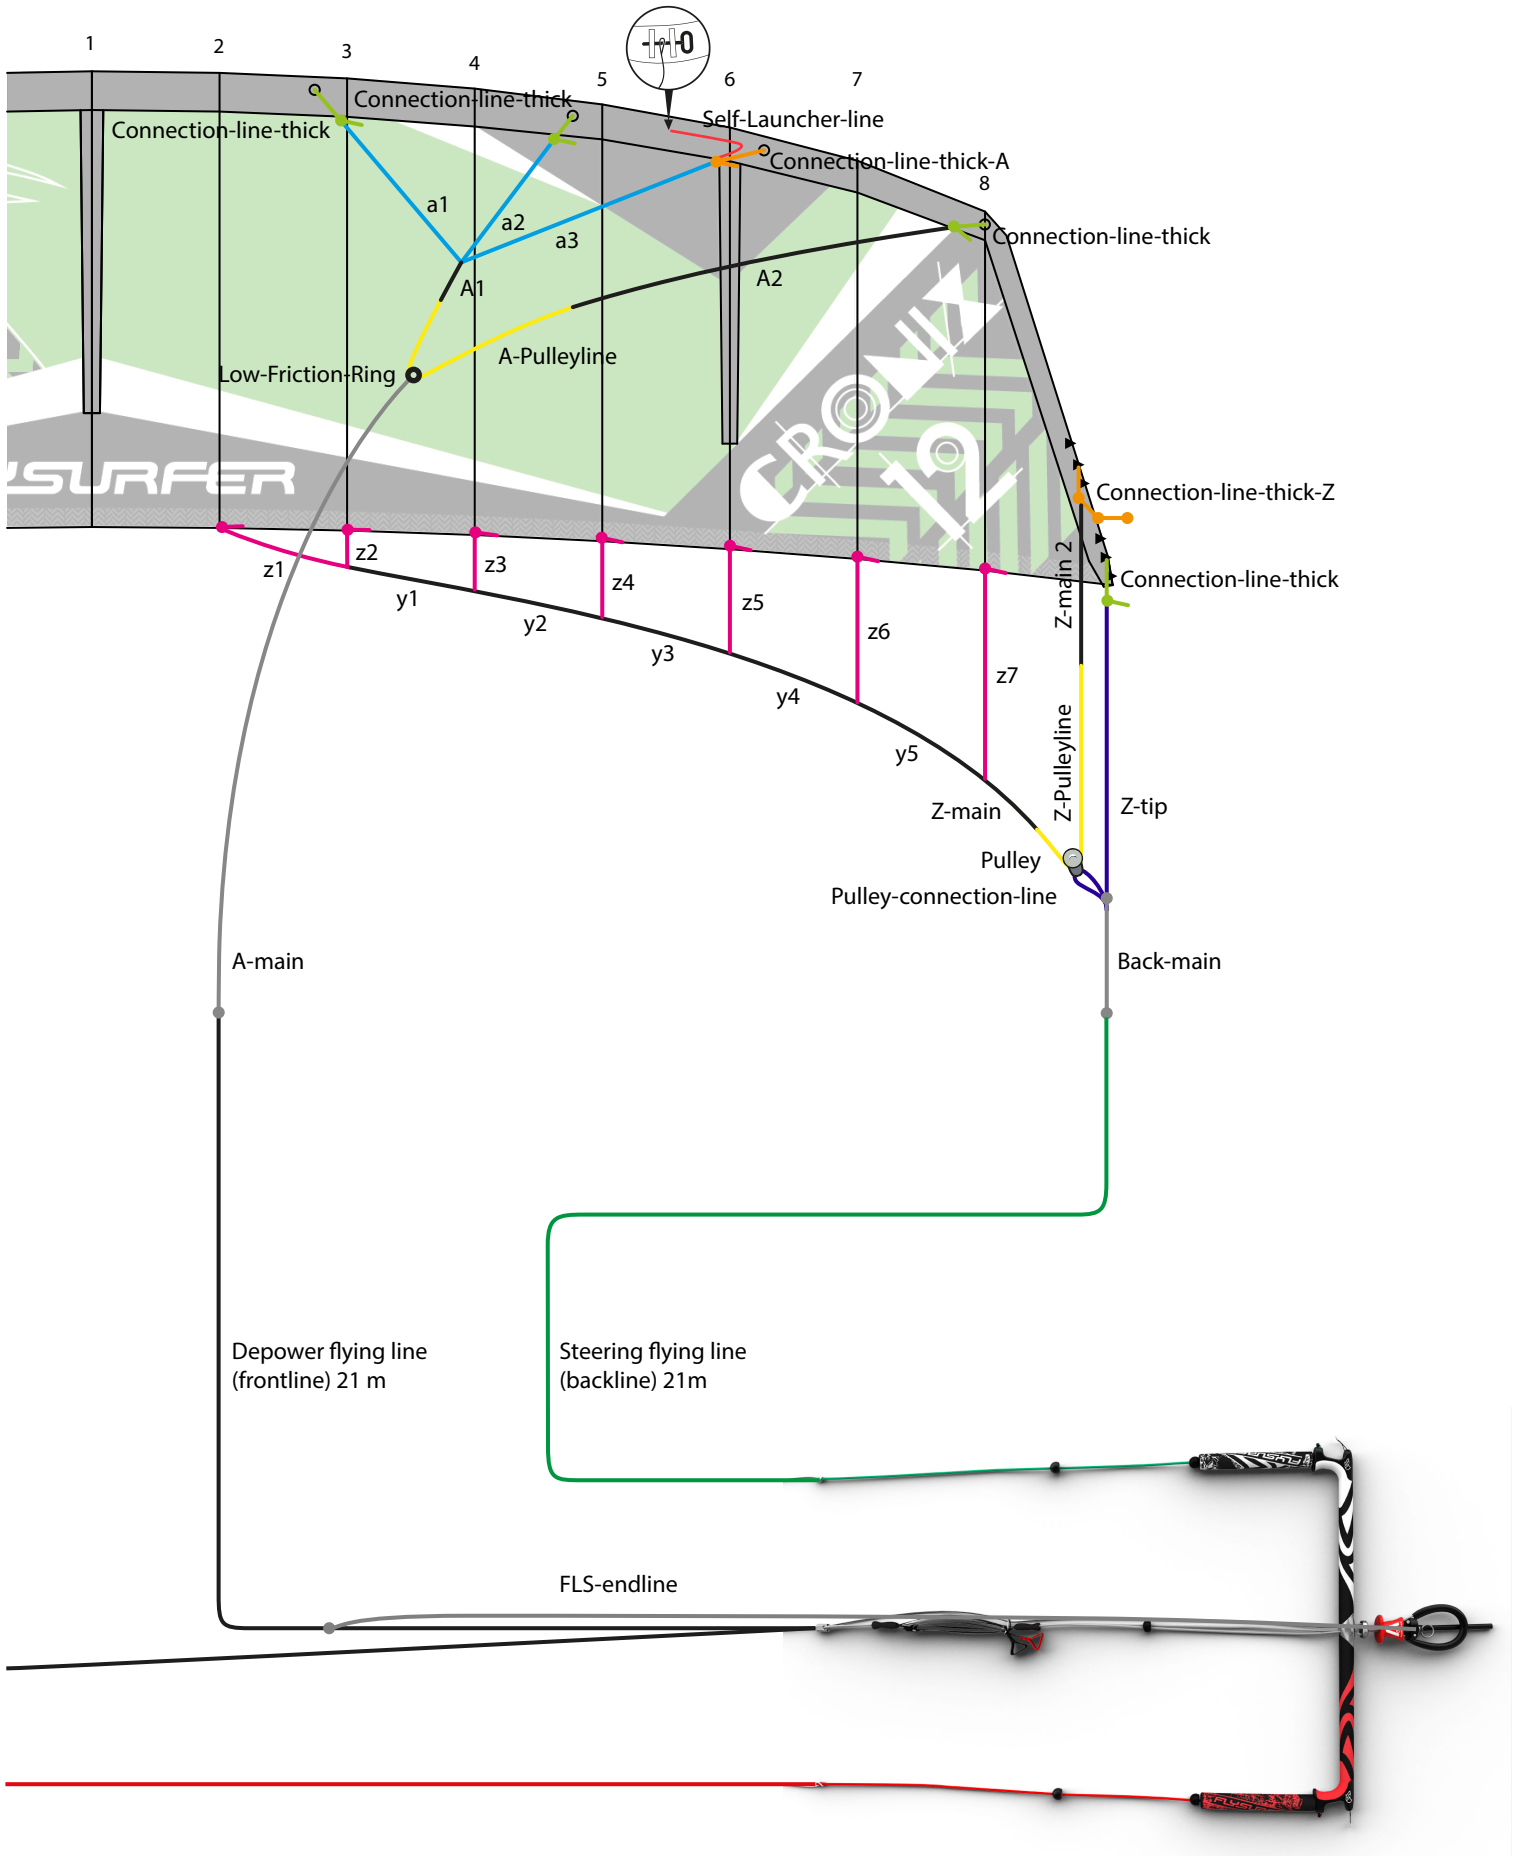 1
2
3
4
5
6
7
8
Connection-line-thick
Self-Launcher-line
Connection-line-thick
Connection-line-thick-A
a1
a2
a3
Connection-line-thick
A1
A2
A-Pulleyline
Low-Friction-Ring
CRONIX
12
YSURFER
Connection-line-thick-Z
z1
z2
z3
z4
z5
z6
z7
y1
y2
y3
y4
y5
Z-main 2
Connection-line-thick
Z-Pulleyline
Z-main
Z-tip
Pulley
Pulley-connection-line
A-main
Back-main
Depower flying line
(frontline) 21 m
Steering flying line
(backline) 21m
FLYSURFER
FLS-endline